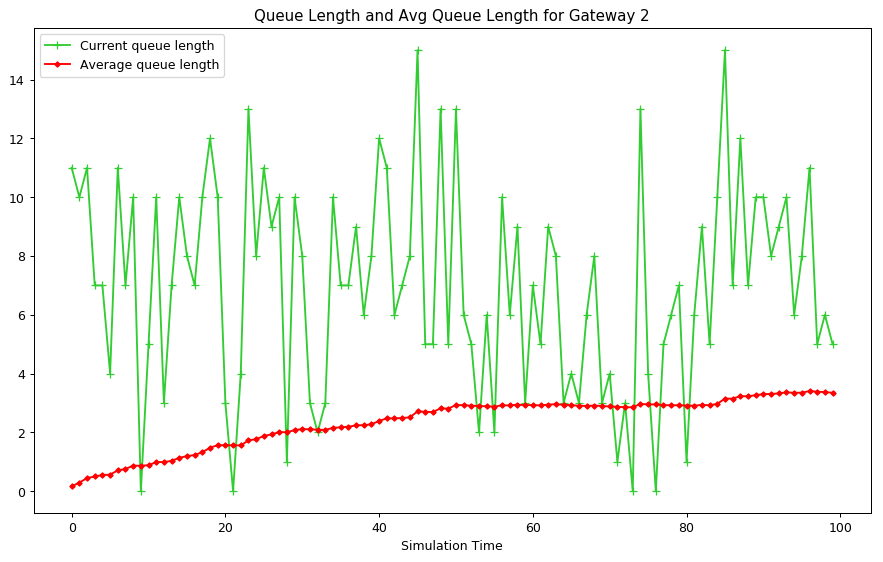 Queue Length and Avg Queue Length for Gateway 2
Current queue length
Average queue length
14
12
10
8
6
4
2
0
0 20 40 60 80 100
Simulation Time